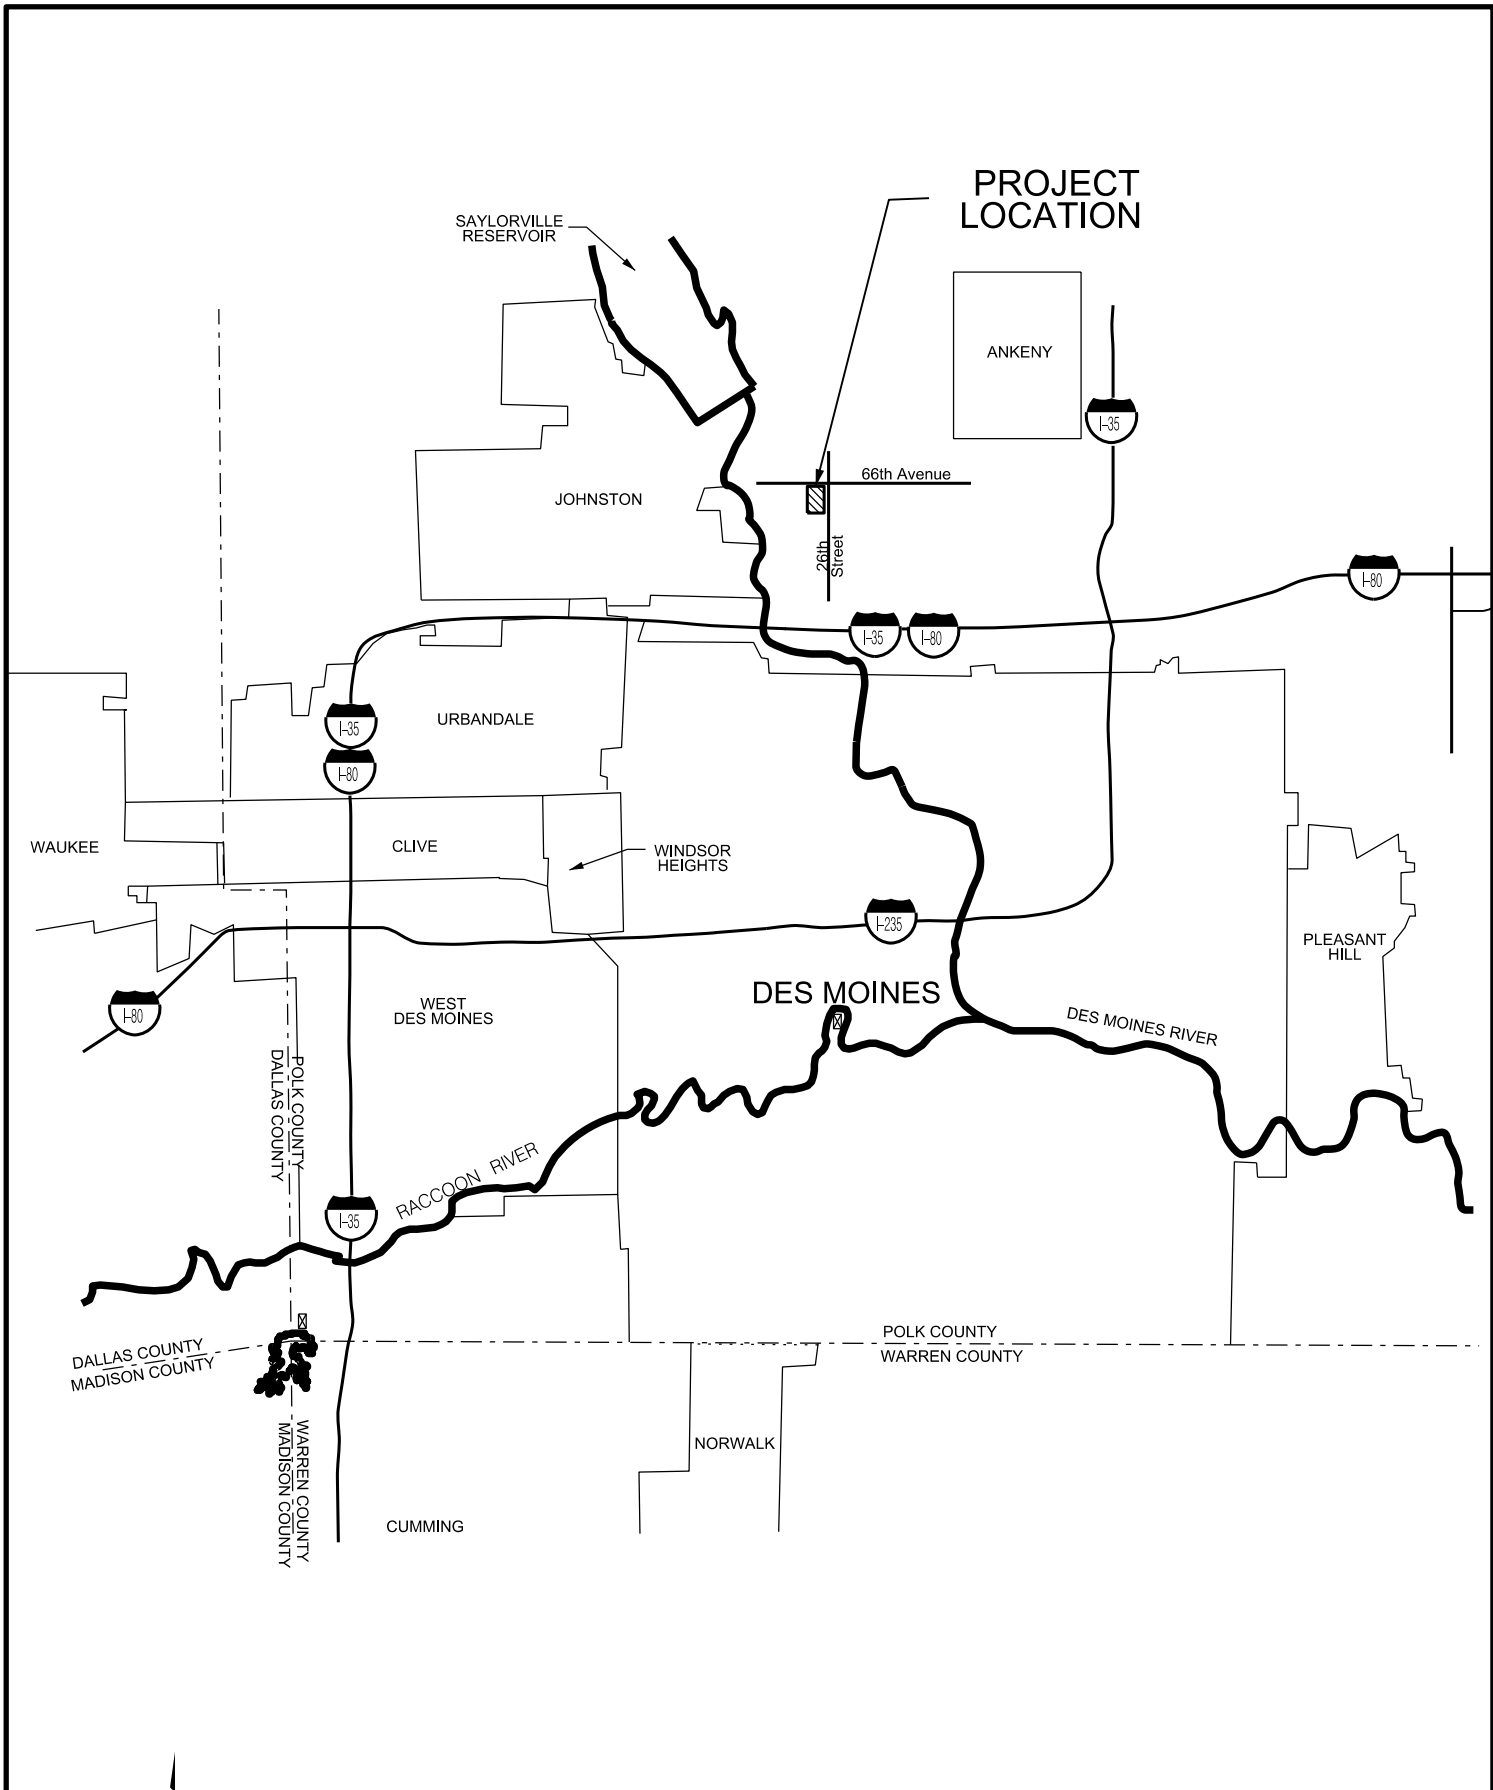 PROJECT
LOCATION
SAYLORVILLE
RESERVOIR
ANKENY
I-35
66th Avenue
JOHNSTON
26th
Street
I-80
I-35
I-80
I-35
URBANDALE
I-80
WAUKEE
CLIVE
WINDSOR
HEIGHTS
I-235
PLEASANT
HILL
DES MOINES
I-80
WEST
DES MOINES
DES MOINES RIVER
POLK COUNTY
DALLAS COUNTY
RACCOON RIVER
I-35
DALLAS COUNTY
MADISON COUNTY
POLK COUNTY
WARREN COUNTY
WARREN COUNTY
MADISON COUNTY
NORWALK
CUMMING